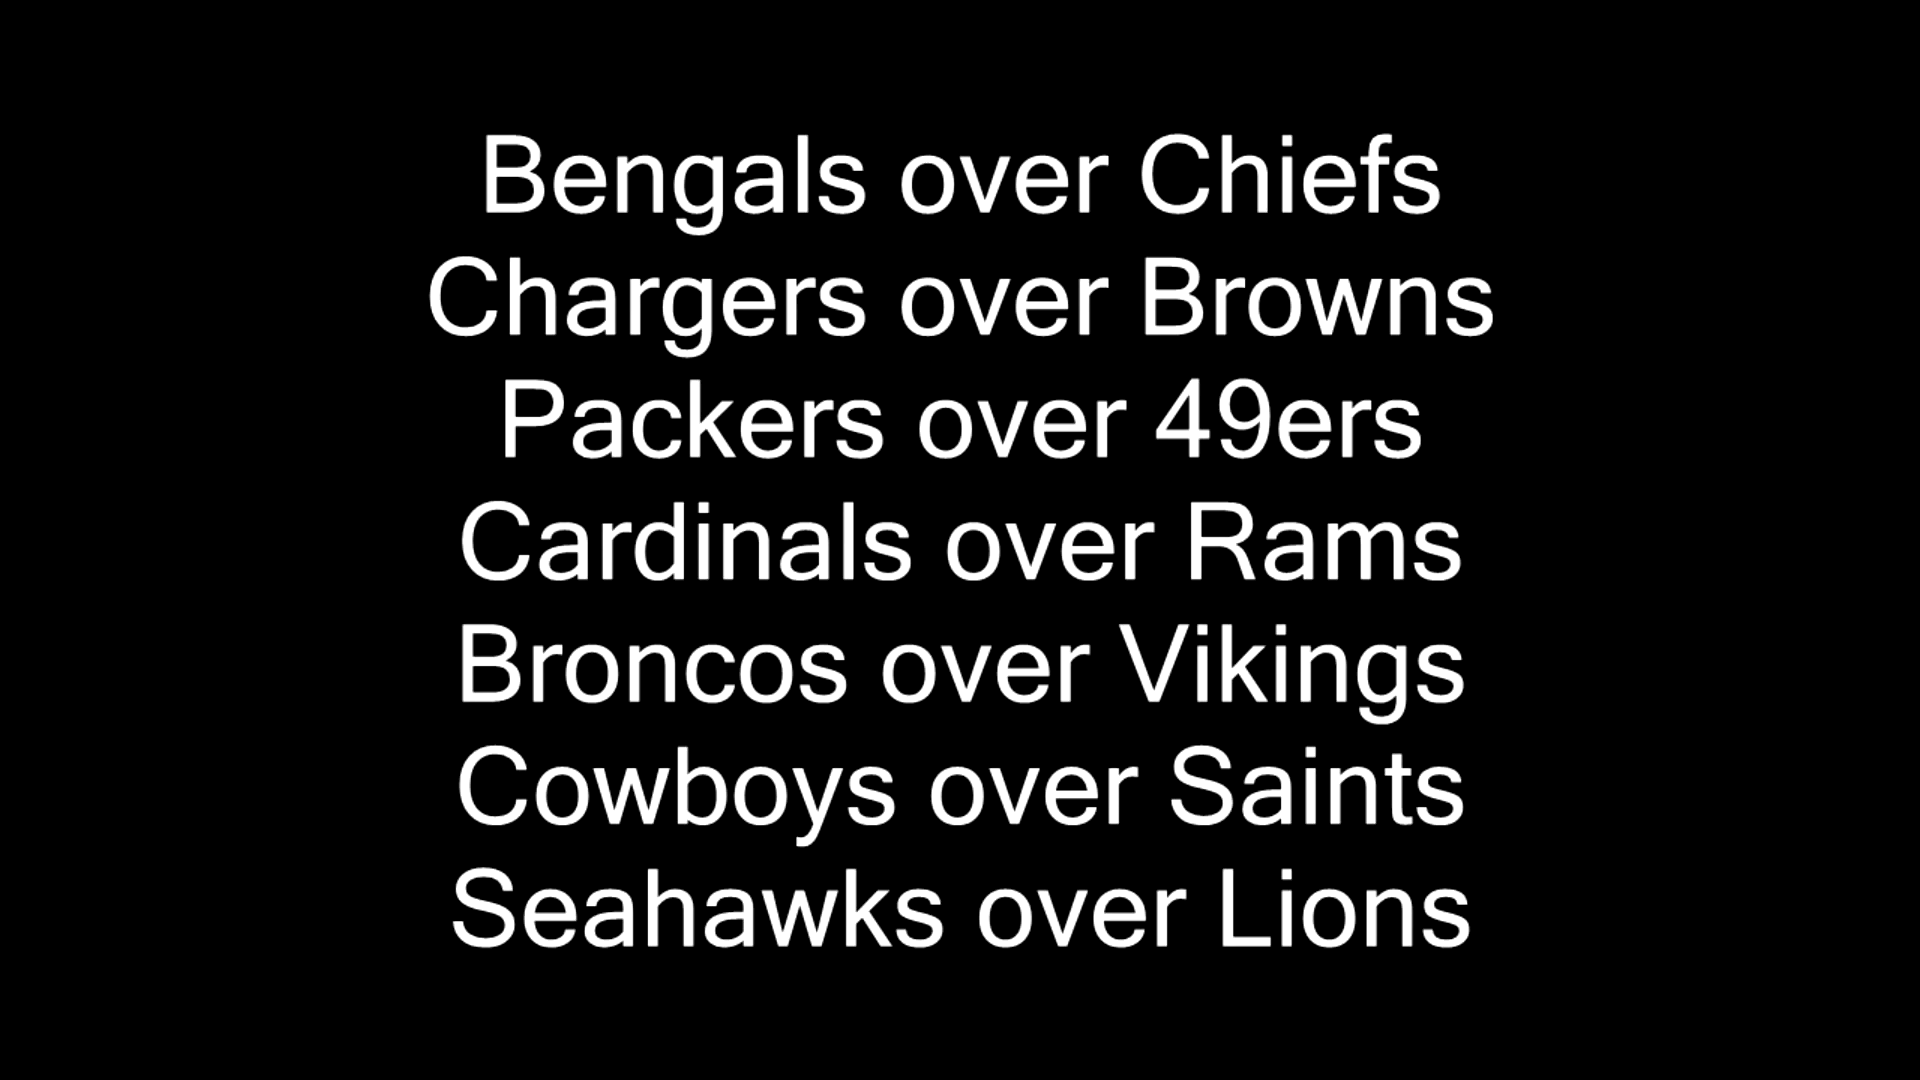 Bengals over Chiefs
Chargers over Browns
Packers over 49ers
Cardinals over Rams
Broncos over Vikings
Cowboys over Saints
Seahawks over Lions